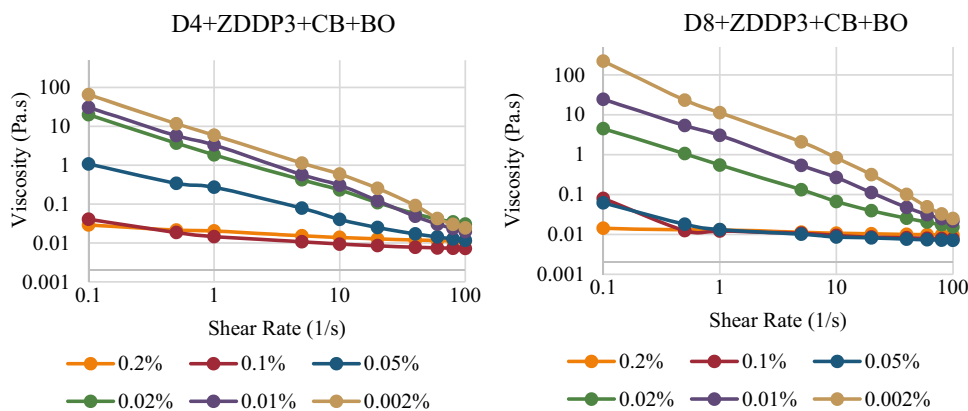 D4+ZDDP3+CB+BO
Viscosity (Pa.s)
100
10
1
0.1
0.01
0.001
0.1 1 10 100
Shear Rate (1/s)
0.2% 0.1% 0.05%
0.02% 0.01% 0.002%
D8+ZDDP3+CB+BO
Viscosity (Pa.s)
100
10
1
0.1
0.01
0.001
0.1 1 10 100
Shear Rate (1/s)
0.2% 0.1% 0.05%
0.02% 0.01% 0.002%